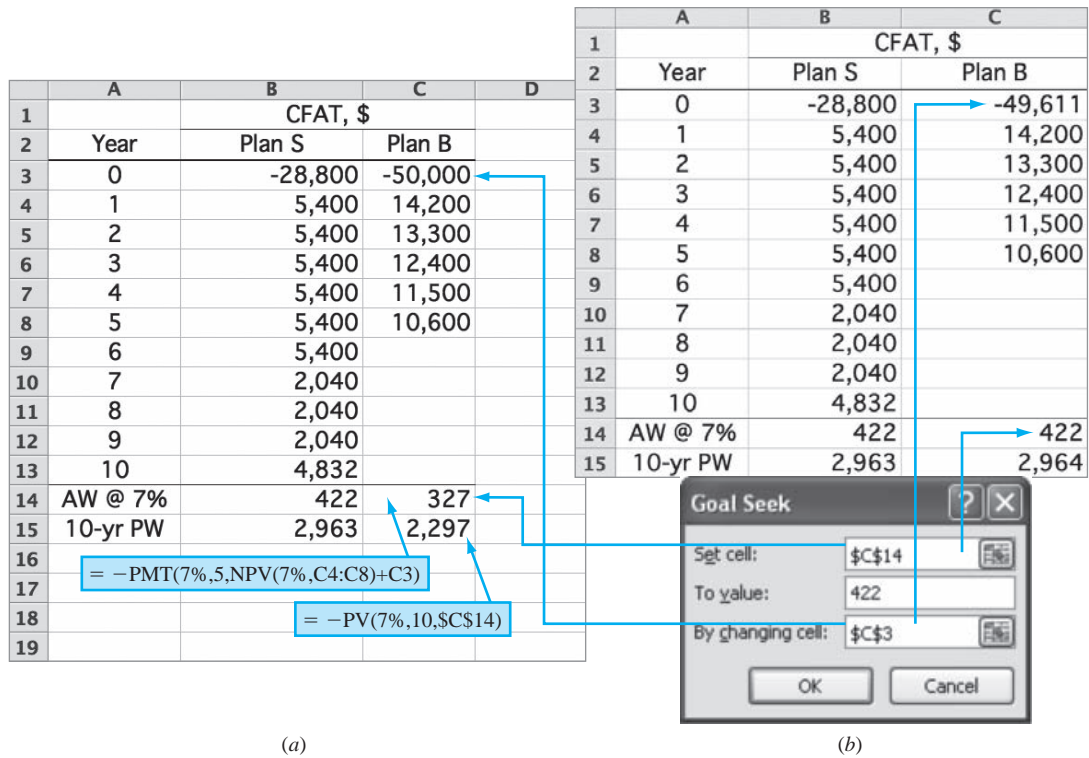 A B C D
1 CFAT, $
2 Year Plan S Plan B
3 0 -28,800 -50,000
4 1 5,400 14,200
5 2 5,400 13,300
6 3 5,400 12,400
7 4 5,400 11,500
8 5 5,400 10,600
9 6 5,400
10 7 2,040
11 8 2,040
12 9 2,040
13 10 4,832
14 AW @ 7% 422 327
15 10-yr PW 2,963 2,297
16
17
18
19
= −PMT(7%,5,NPV(7%,C4:C8)+C3)
= −PV(7%,10,$C$14)
(a)
A B C
1 CFAT, $
2 Year Plan S Plan B
3 0 -28,800 -49,611
4 1 5,400 14,200
5 2 5,400 13,300
6 3 5,400 12,400
7 4 5,400 11,500
8 5 5,400 10,600
9 6 5,400
10 7 2,040
11 8 2,040
12 9 2,040
13 10 4,832
14 AW @ 7% 422 422
15 10-yr PW 2,963 2,964
Goal Seek ? X
Set cell: $C$14
To value: 422
By changing cell: $C$3
OK Cancel
(b)